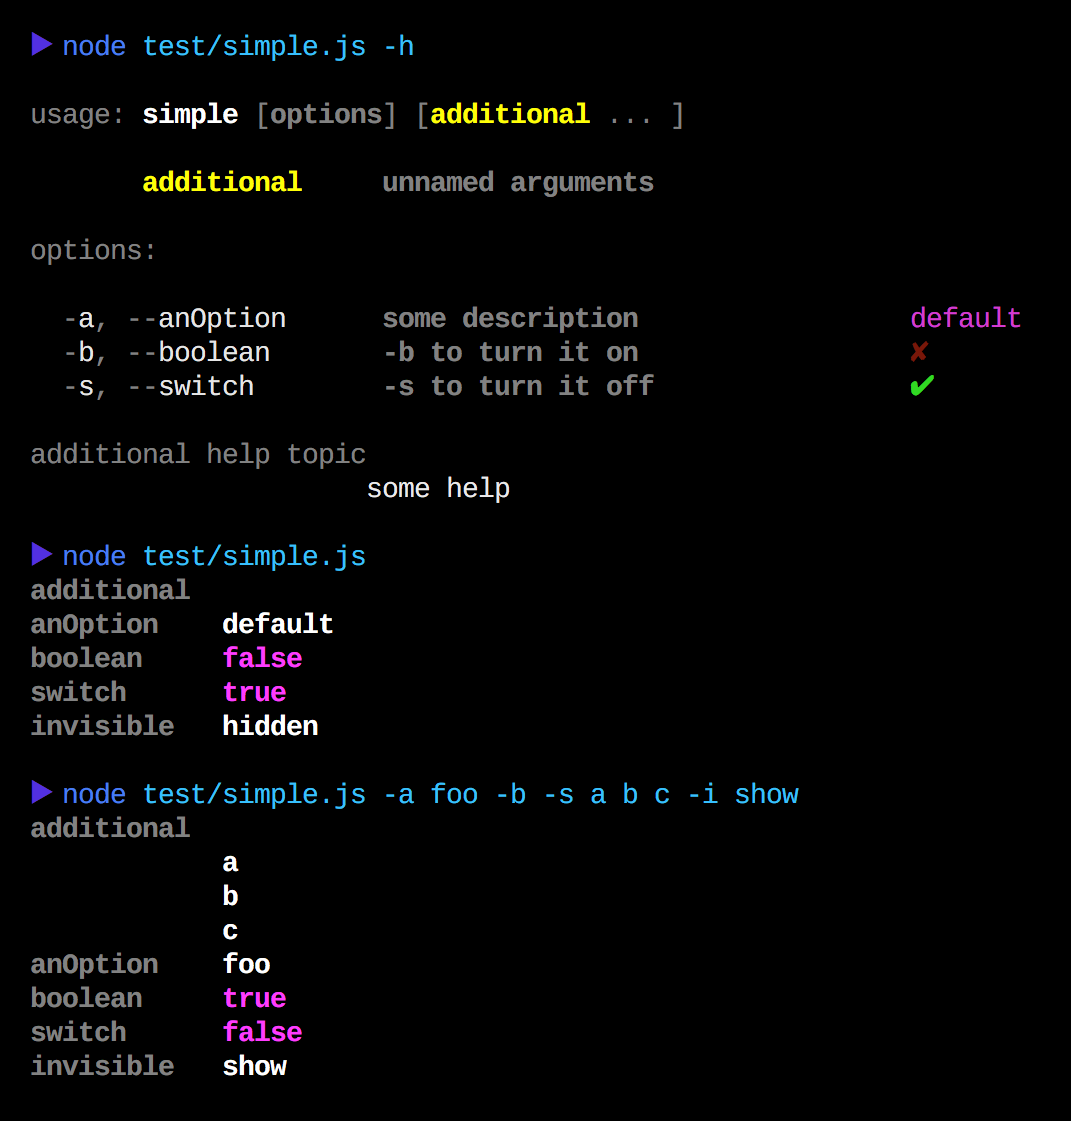 ▶ node test/simple.js -h
usage: simple [options] [additional ... ]
additional unnamed arguments
options:
-a, --anOption some description default
-b, --boolean -b to turn it on ✘
-s, --switch -s to turn it off ✔
additional help topic
some help
▶ node test/simple.js
additional
anOption default
boolean false
switch true
invisible hidden
▶ node test/simple.js -a foo -b -s a b c -i show
additional
a
b
c
anOption foo
boolean true
switch false
invisible show